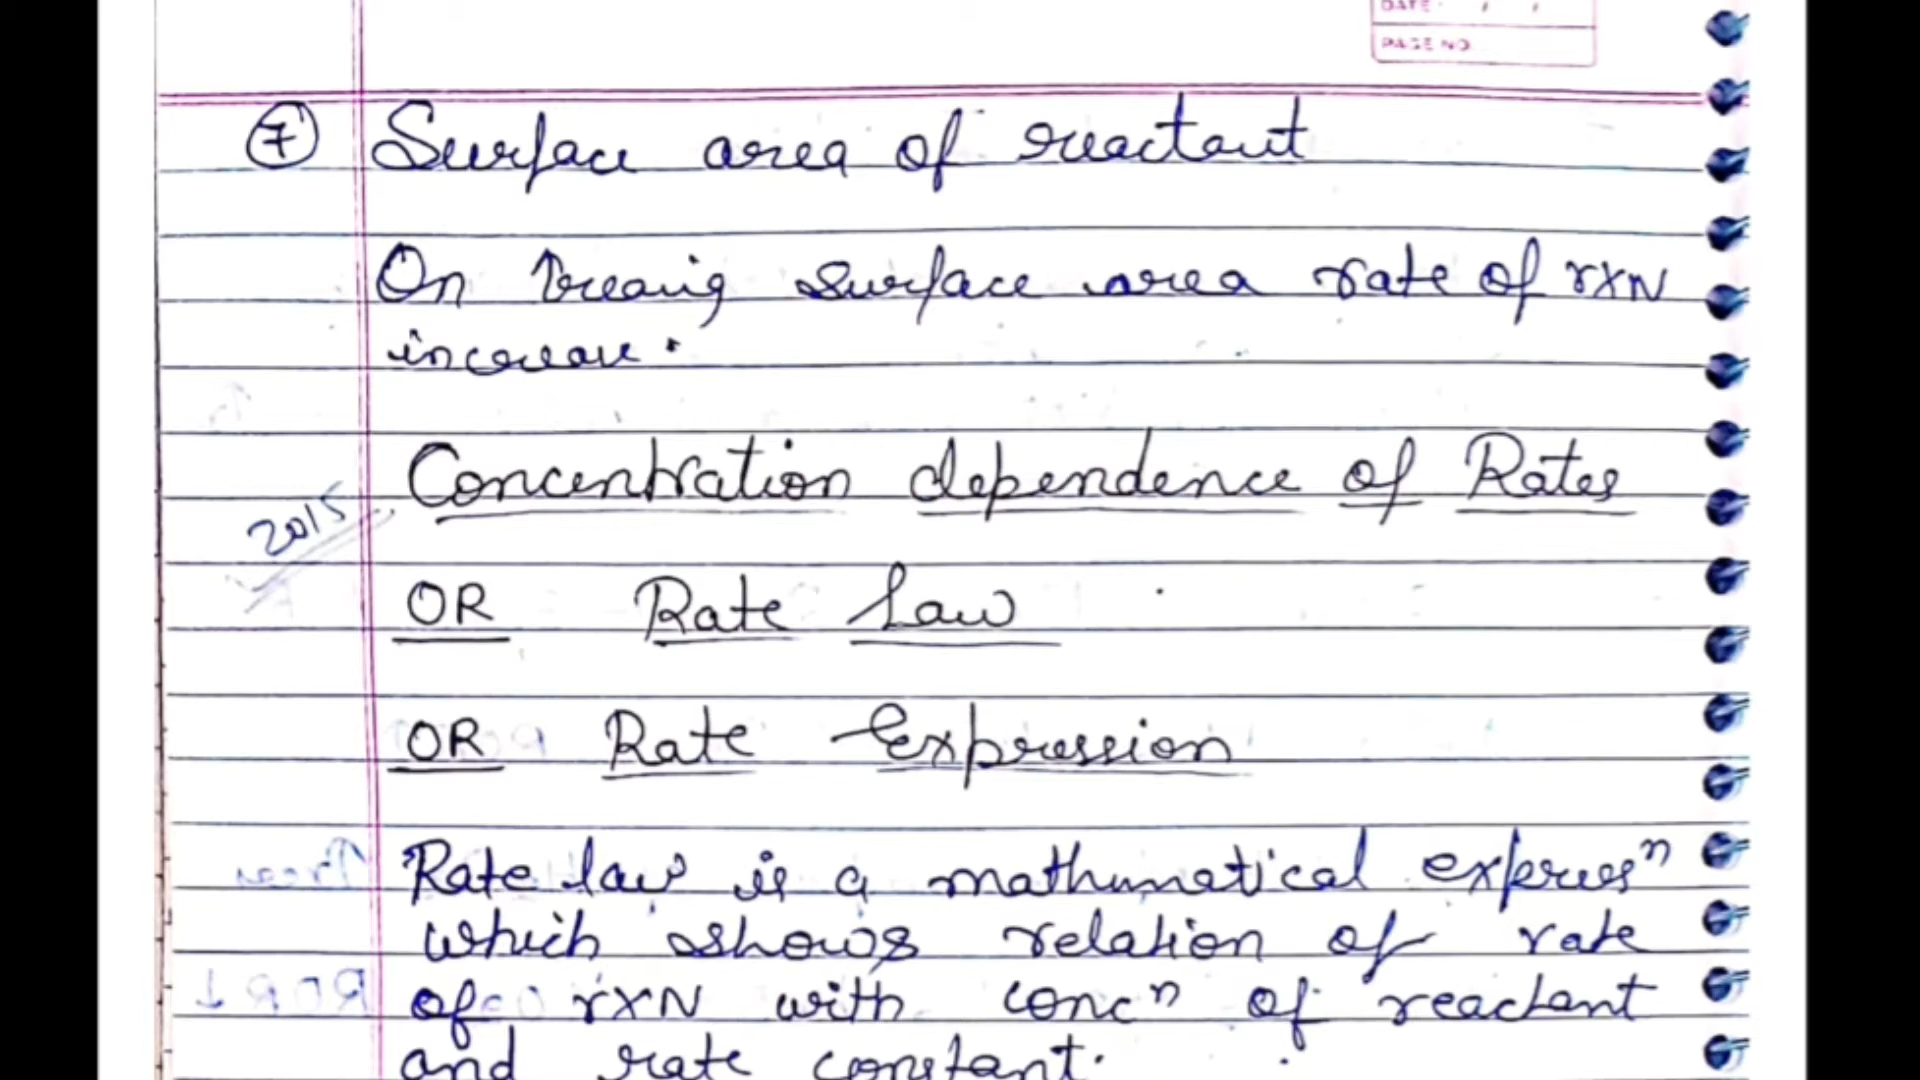 DATE: / /
PAGE NO.
⑦ Surface area of reactant
On ↑creasing surface area rate of rxN
increase.
Concentration dependence of Rates
2015
OR Rate Law
OR Rate Expression
Rate law is a mathematical expressⁿ
which shows relation of rate
of rXN with concⁿ of reactant
and rate constant.